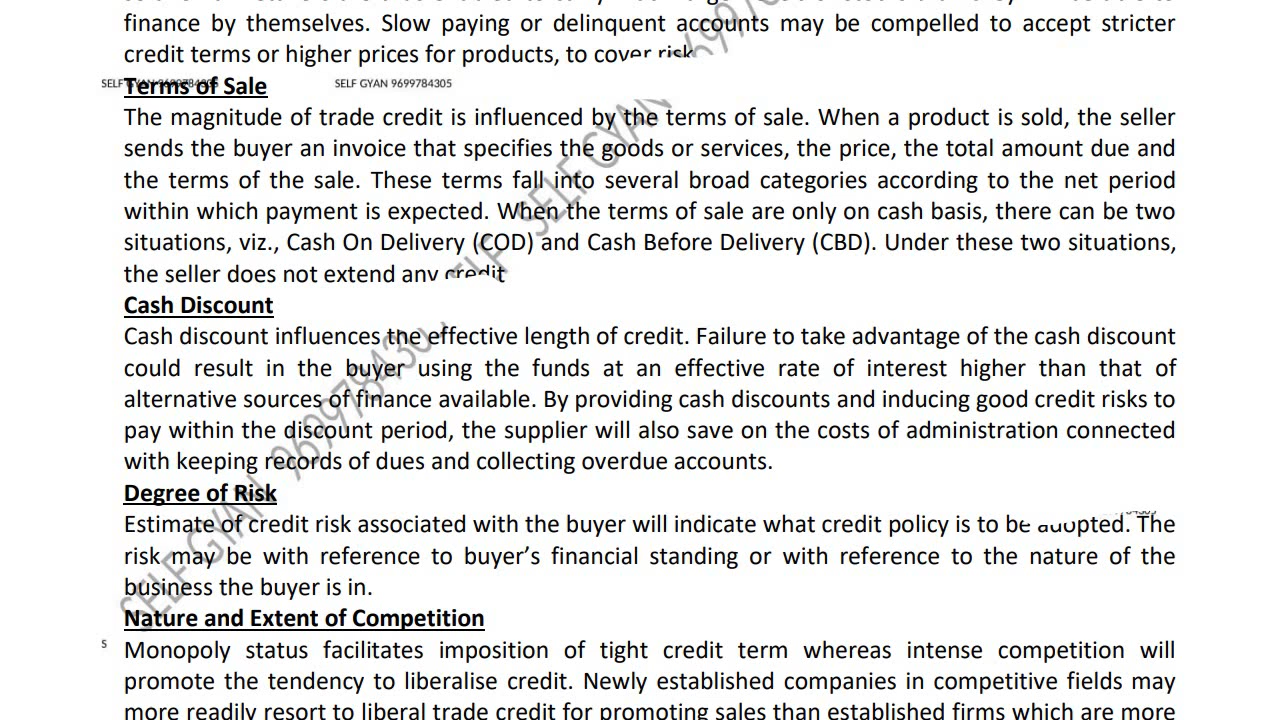 finance by themselves. Slow paying or delinquent accounts may be compelled to accept stricter
credit terms or higher prices for products, to cover risk
SELF GYAN 9699784305 SELF GYAN 9699784305
Terms of Sale
The magnitude of trade credit is influenced by the terms of sale. When a product is sold, the seller
sends the buyer an invoice that specifies the goods or services, the price, the total amount due and
the terms of the sale. These terms fall into several broad categories according to the net period
within which payment is expected. When the terms of sale are only on cash basis, there can be two
situations, viz., Cash On Delivery (COD) and Cash Before Delivery (CBD). Under these two situations,
the seller does not extend any credit
Cash Discount
Cash discount influences the effective length of credit. Failure to take advantage of the cash discount
could result in the buyer using the funds at an effective rate of interest higher than that of
alternative sources of finance available. By providing cash discounts and inducing good credit risks to
pay within the discount period, the supplier will also save on the costs of administration connected
with keeping records of dues and collecting overdue accounts.
Degree of Risk
Estimate of credit risk associated with the buyer will indicate what credit policy is to be adopted. The
risk may be with reference to buyer’s financial standing or with reference to the nature of the
business the buyer is in.
Nature and Extent of Competition
S
Monopoly status facilitates imposition of tight credit term whereas intense competition will
promote the tendency to liberalise credit. Newly established companies in competitive fields may
more readily resort to liberal trade credit for promoting sales than established firms which are more
SELF GYAN 9699784305 SELF GYAN